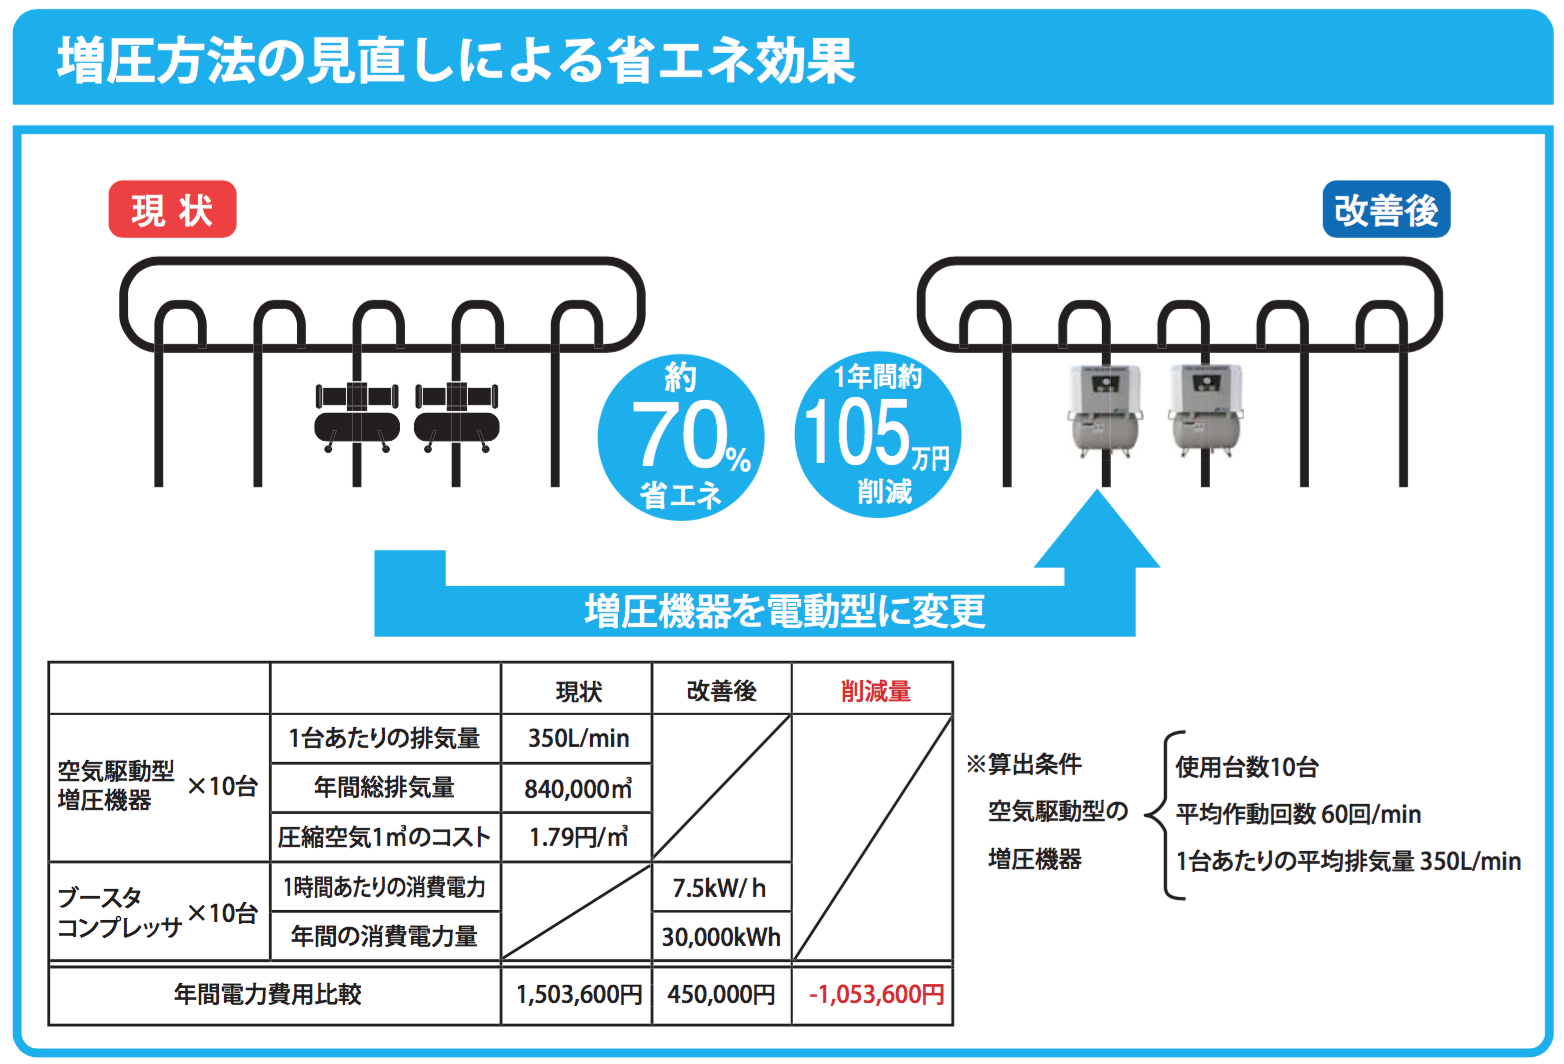 増圧方法の見直しによる省エネ効果
現 状
改善後
約
70%
省エネ
1年間約
105万円
削減
増圧機器を電動型に変更
現状
改善後
削減量
空気駆動型
増圧機器
×10台
1台あたりの排気量
350L/min
年間総排気量
840,000㎥
圧縮空気1㎥のコスト
1.79円/㎥
ブースタ
コンプレッサ
×10台
1時間あたりの消費電力
7.5kW/ｈ
年間の消費電力量
30,000kWh
年間電力費用比較
1,503,600円
450,000円
-1,053,600円
※算出条件
空気駆動型の
増圧機器
使用台数10台
平均作動回数 60回/min
1台あたりの平均排気量 350L/min